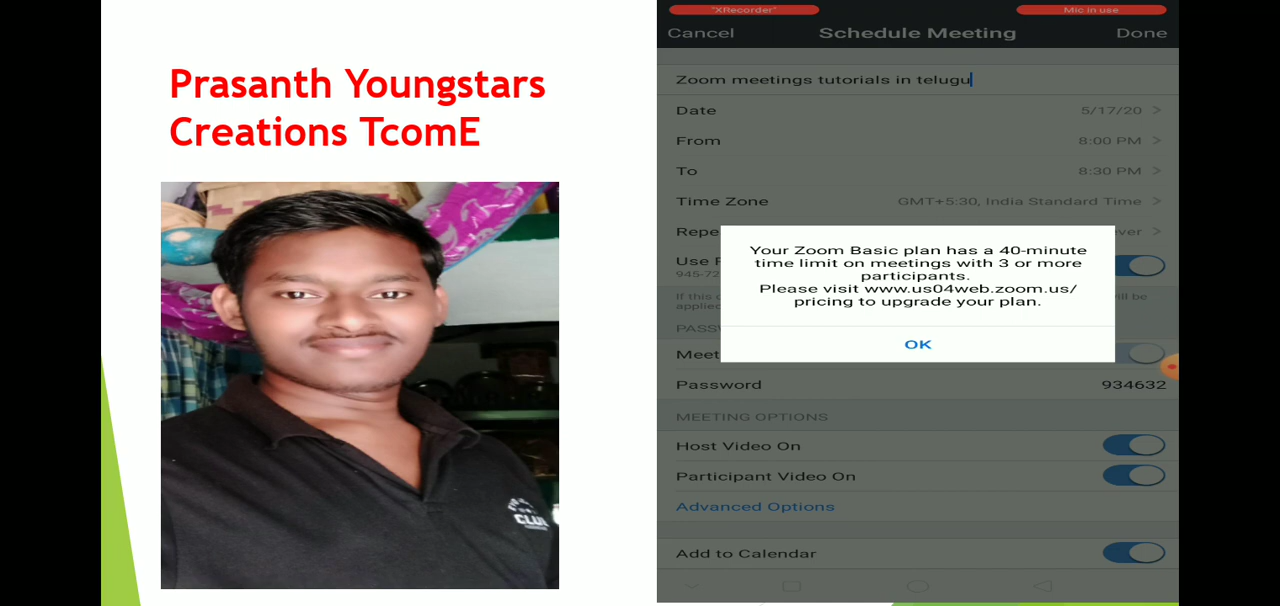 Prasanth Youngstars
Creations TcomE
"XRecorder"
Mic in use
Cancel
Schedule Meeting
Done
Zoom meetings tutorials in telugu
Date
5/17/20
From
8:00 PM
To
8:30 PM
Time Zone
GMT+5:30, India Standard Time
Your Zoom Basic plan has a 40-minute
time limit on meetings with 3 or more
participants.
Please visit www.us04web.zoom.us/
pricing to upgrade your plan.
OK
Password
934632
MEETING OPTIONS
Host Video On
Participant Video On
Advanced Options
Add to Calendar